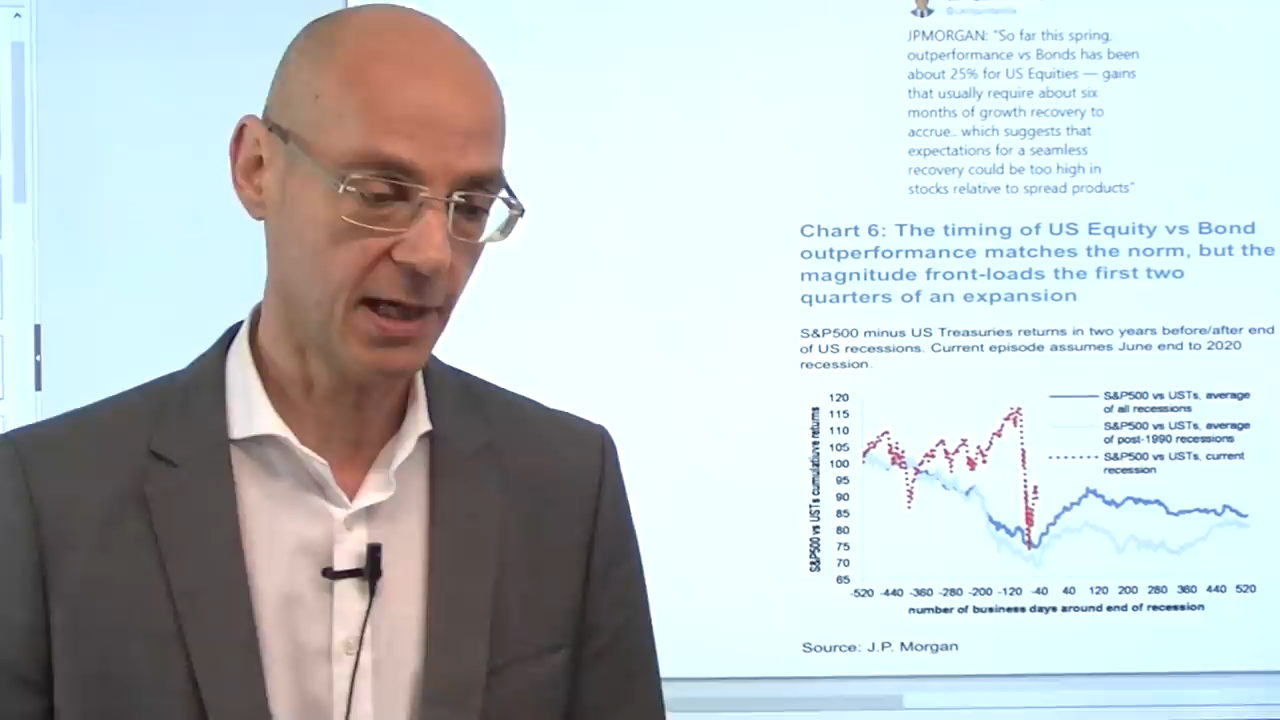 JPMORGAN: "So far this spring,
outperformance vs Bonds has been
about 25% for US Equities — gains
that usually require about six
months of growth recovery to
accrue.. which suggests that
expectations for a seamless
recovery could be too high in
stocks relative to spread products"
Chart 6: The timing of US Equity vs Bond
outperformance matches the norm, but the
magnitude front-loads the first two
quarters of an expansion
S&P500 minus US Treasuries returns in two years before/after end
of US recessions. Current episode assumes June end to 2020
recession.
S&P500 vs USTs cumulative returns
120
115
110
105
100
95
90
85
80
75
70
65
S&P500 vs USTs, average
of all recessions
S&P500 vs USTs, average
of post-1990 recessions
S&P500 vs USTs, current
recession
-520 -440 -360 -280 -200 -120 -40 40 120 200 280 360 440 520
number of business days around end of recession
Source: J.P. Morgan